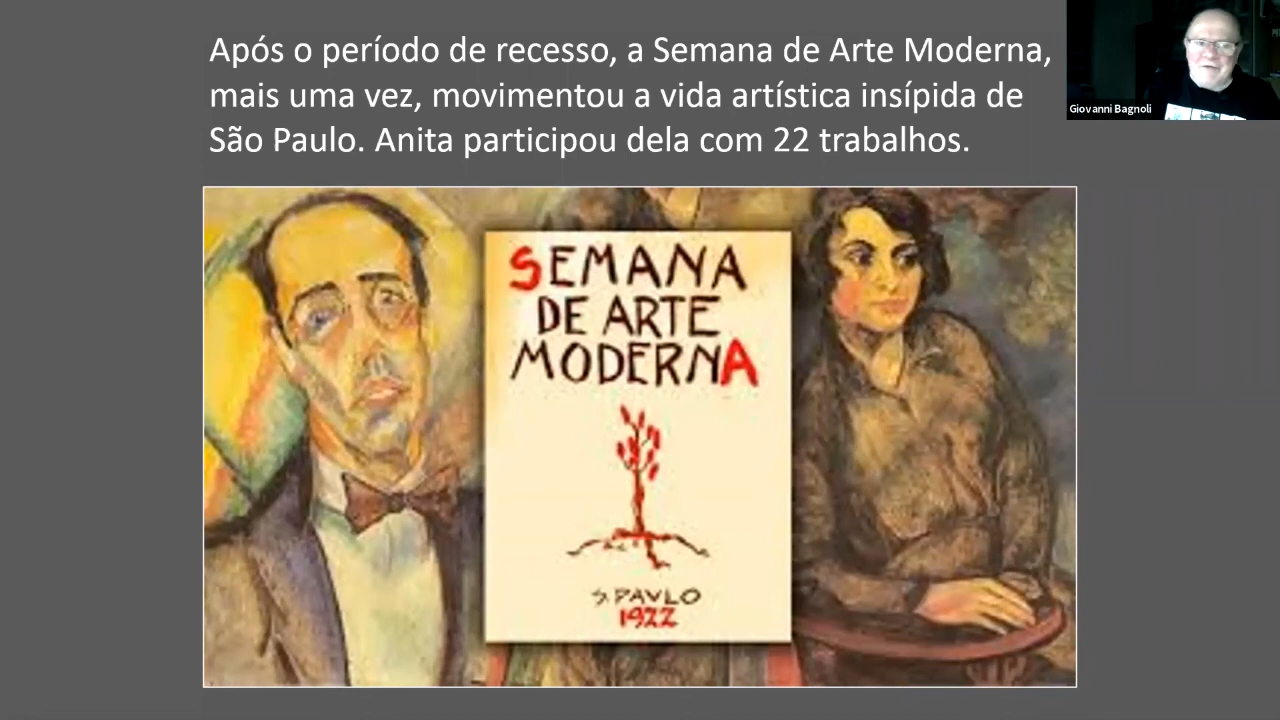 Após o período de recesso, a Semana de Arte Moderna,
mais uma vez, movimentou a vida artística insípida de
São Paulo. Anita participou dela com 22 trabalhos.
Giovanni Bagnoli
SEMANA
DE ARTE
MODERNA
S. PAVLO
1922